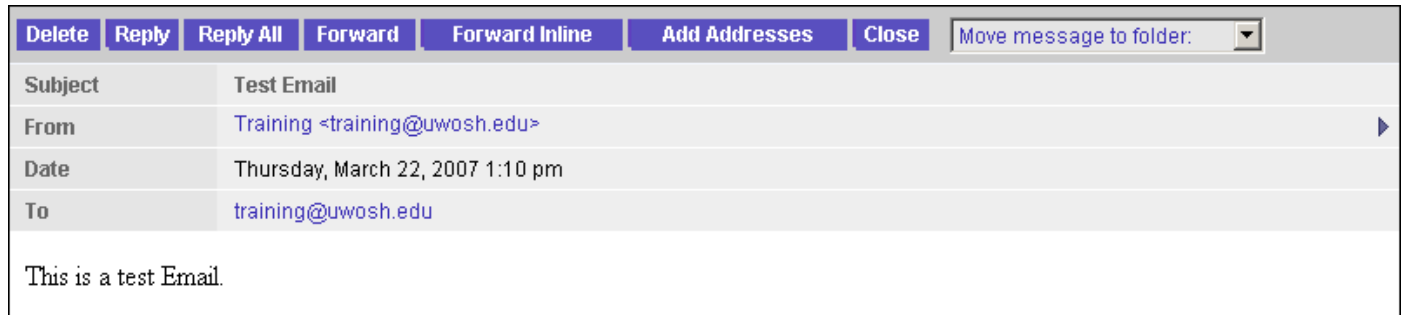 Delete Reply Reply All Forward Forward Inline Add Addresses Close Move message to folder:
Subject Test Email
From Training <training@uwosh.edu>
Date Thursday, March 22, 2007 1:10 pm
To training@uwosh.edu
This is a test Email.